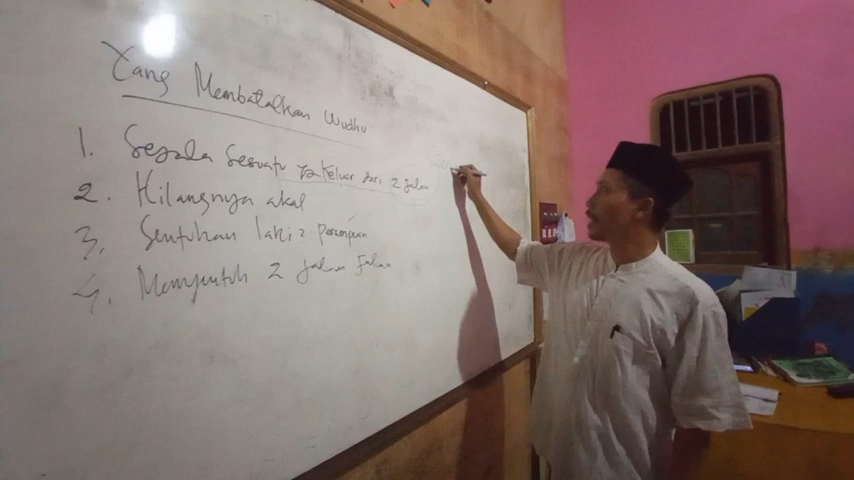 Yang Membatalkan Wudhu
1. Segala Sesuatu yg keluar dari 2 jalan
2. Hilangnya akal
3. Sentuhan laki2 perempuan
4. Menyentuh 2 jalan